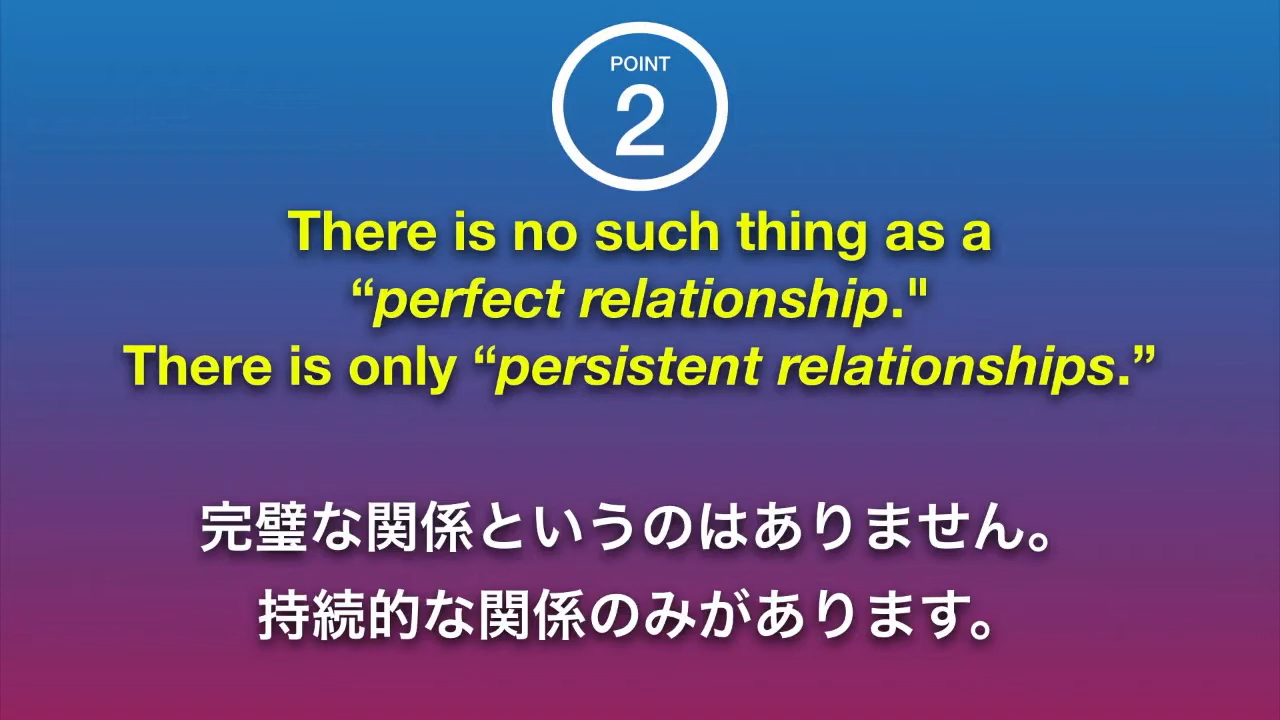 POINT
2
There is no such thing as a
“perfect relationship."
There is only “persistent relationships.”
完璧な関係というのはありません。
持続的な関係のみがあります。